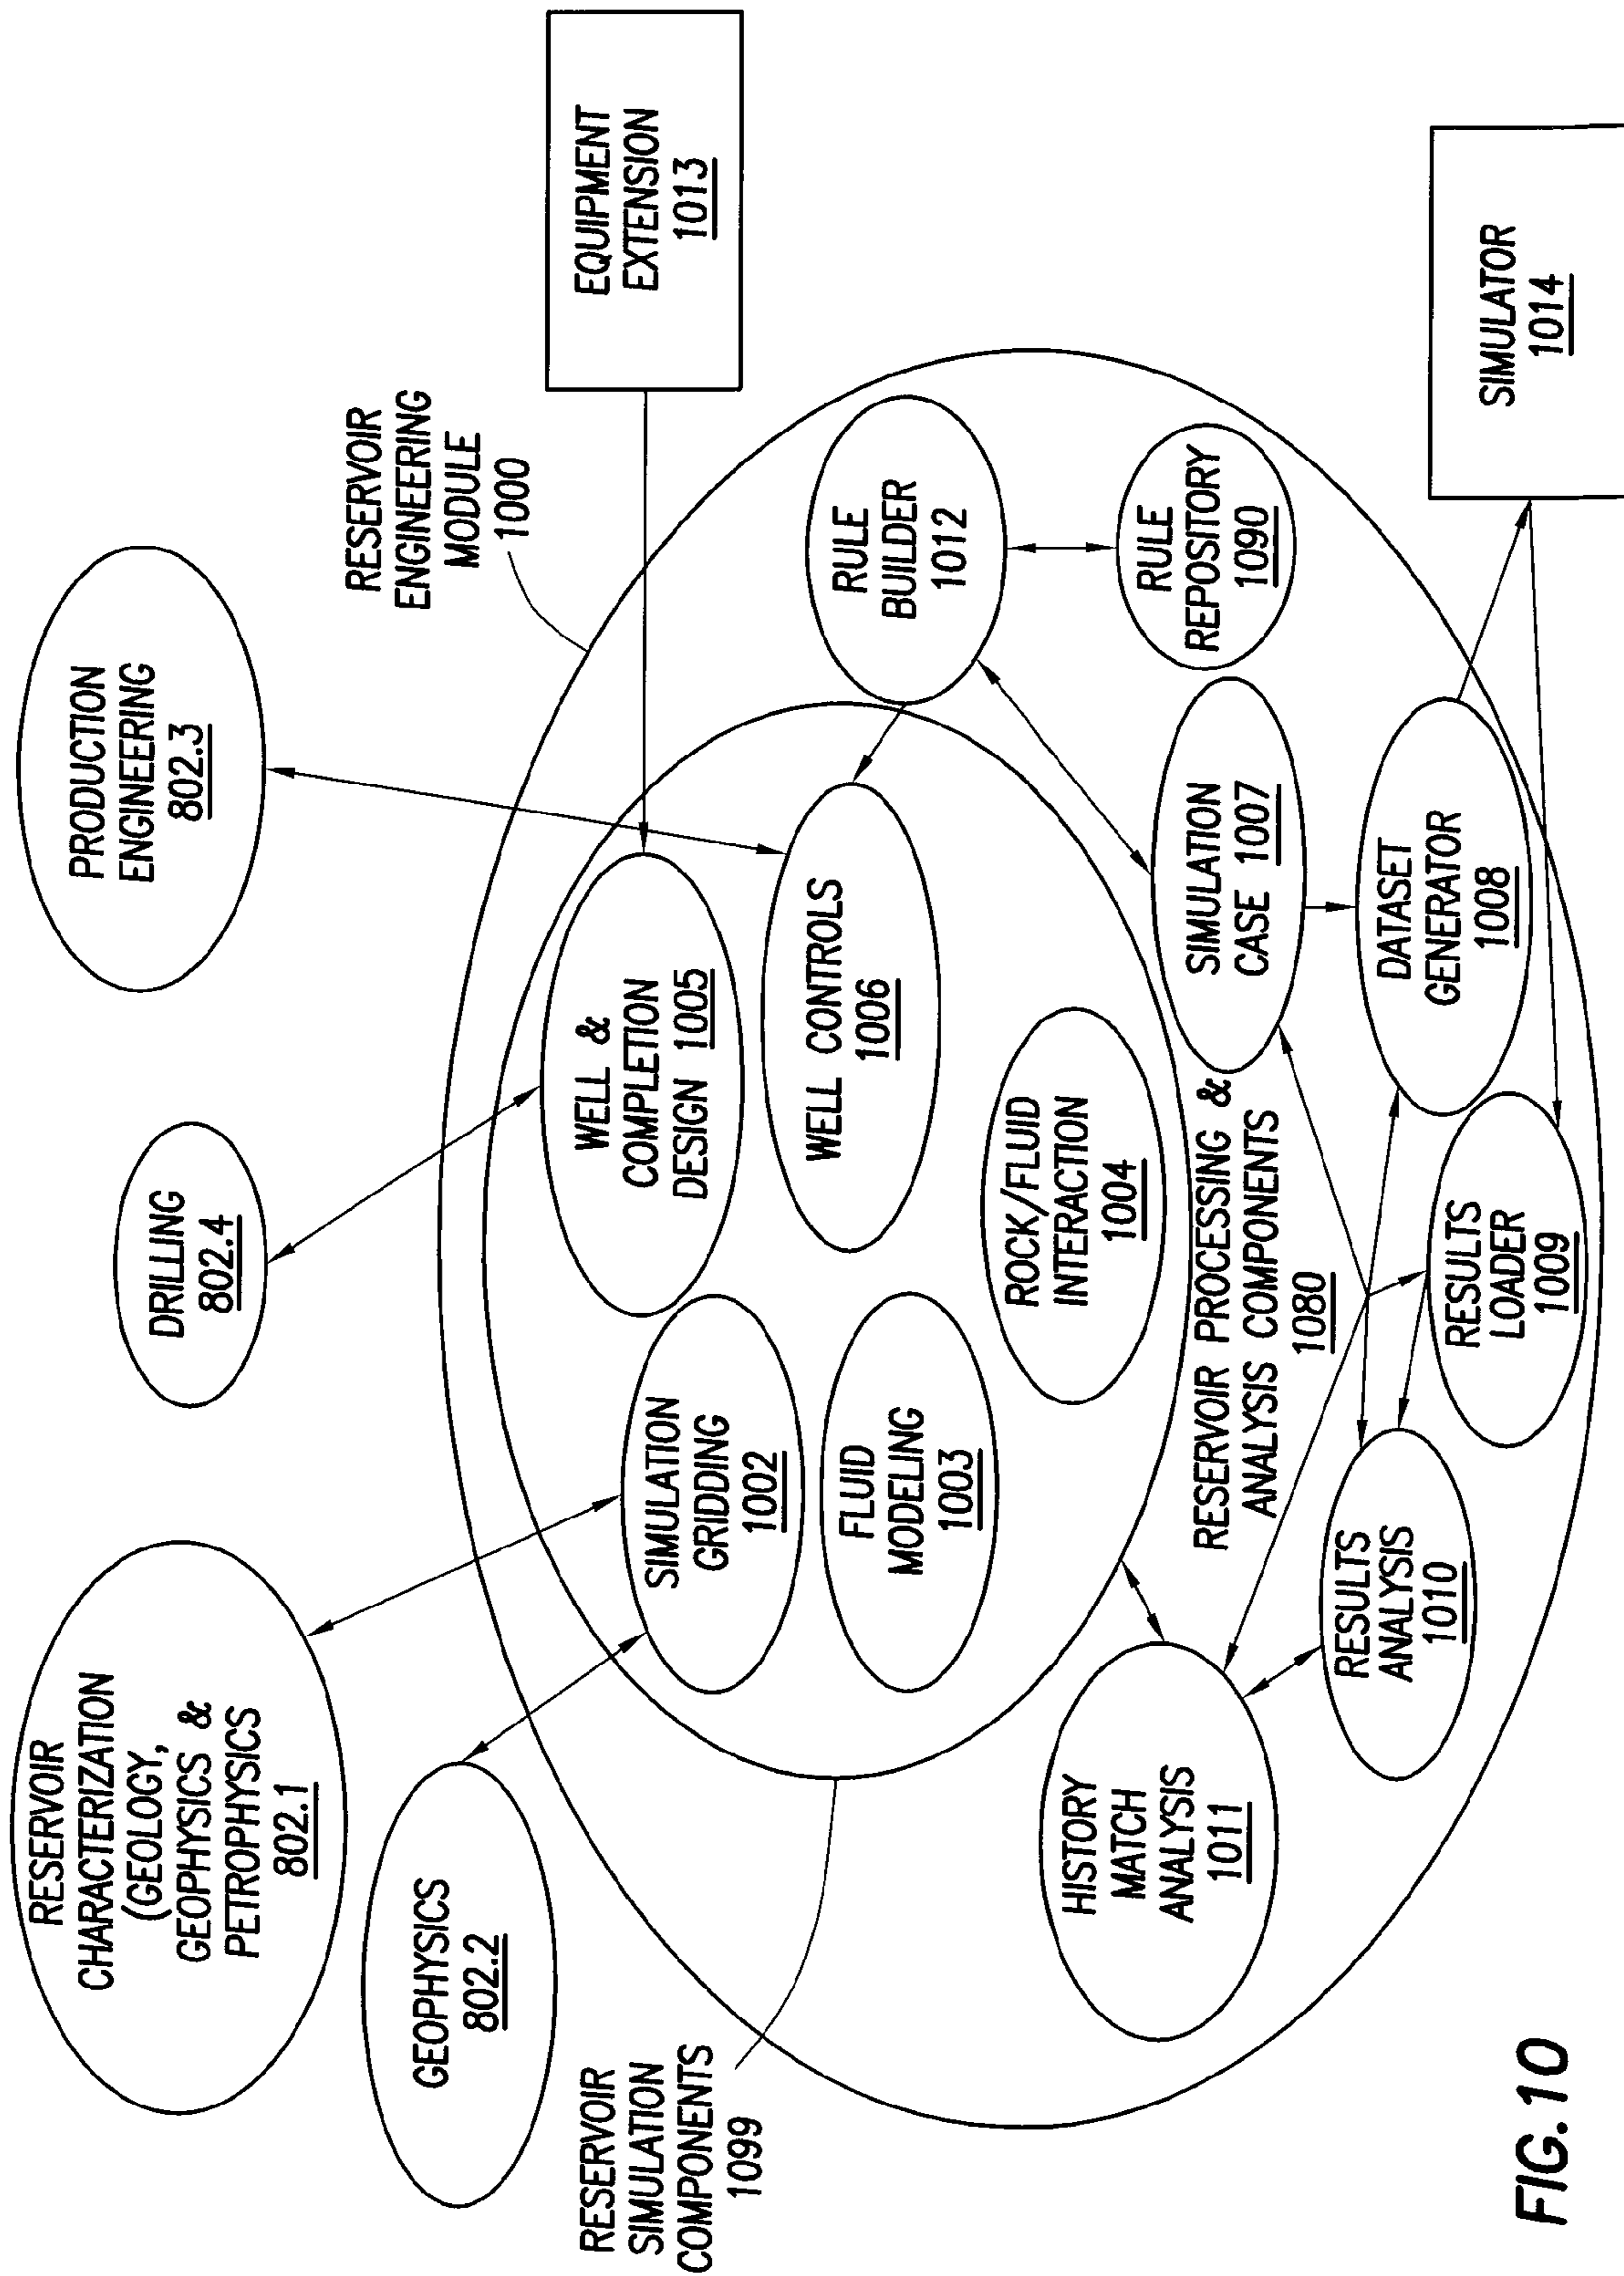 RESERVOIR
CHARACTERIZATION
(GEOLOGY,
GEOPHYSICS &
PETROPHYSICS
802.1
DRILLING
802.4
PRODUCTION
ENGINEERING
802.3
GEOPHYSICS
802.2
RESERVOIR
ENGINEERING
MODULE
1000
EQUIPMENT
EXTENSION
1013
RESERVOIR
SIMULATION
COMPONENTS
1099
SIMULATION
GRIDDING
1002
WELL &
COMPLETION
DESIGN 1005
FLUID
MODELING
1003
WELL CONTROLS
1006
ROCK/FLUID
INTERACTION
1004
RULE
BUILDER
1012
RULE
REPOSITORY
1090
HISTORY
MATCH
ANALYSIS
1011
RESERVOIR PROCESSING &
ANALYSIS COMPONENTS
1080
SIMULATION
CASE 1007
RESULTS
ANALYSIS
1010
RESULTS
LOADER
1009
DATASET
GENERATOR
1008
SIMULATOR
1014
FIG.10